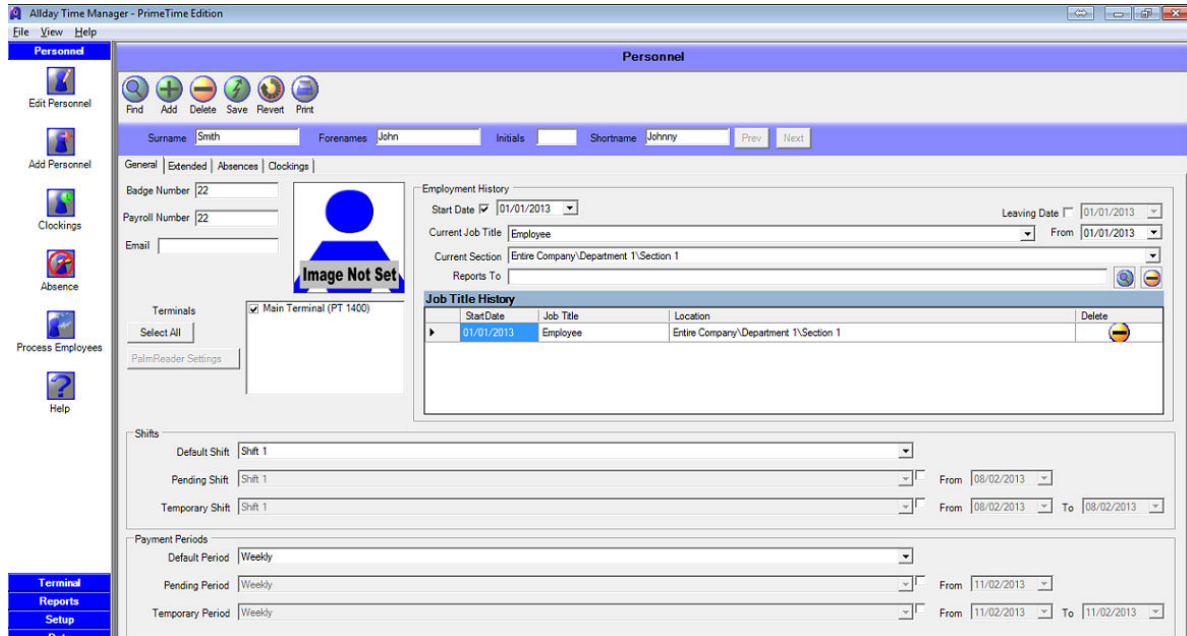 Allday Time Manager - PrimeTime Edition
File View Help
Personnel
Personnel
Edit Personnel
Add Personnel
Clockings
Absence
Process Employees
Help
Terminal
Reports
Setup
Find Add Delete Save Revert Print
Surname Smith Forenames John Initials Shortname Johnny Prev Next
General Extended Absences Clockings
Badge Number 22
Payroll Number 22
Email
Image Not Set
Terminals
Select All
PalmReader Settings
Main Terminal (PT 1400)
Employment History
Start Date 01/01/2013 Leaving Date 01/01/2013
Current Job Title Employee From 01/01/2013
Current Section Entire Company\Department 1\Section 1
Reports To
Job Title History
StartDate Job Title Location Delete
01/01/2013 Employee Entire Company\Department 1\Section 1
Shifts
Default Shift Shift 1
Pending Shift Shift 1 From 08/02/2013
Temporary Shift Shift 1 From 08/02/2013 To 08/02/2013
Payment Periods
Default Period Weekly
Pending Period Weekly From 11/02/2013
Temporary Period Weekly From 11/02/2013 To 11/02/2013